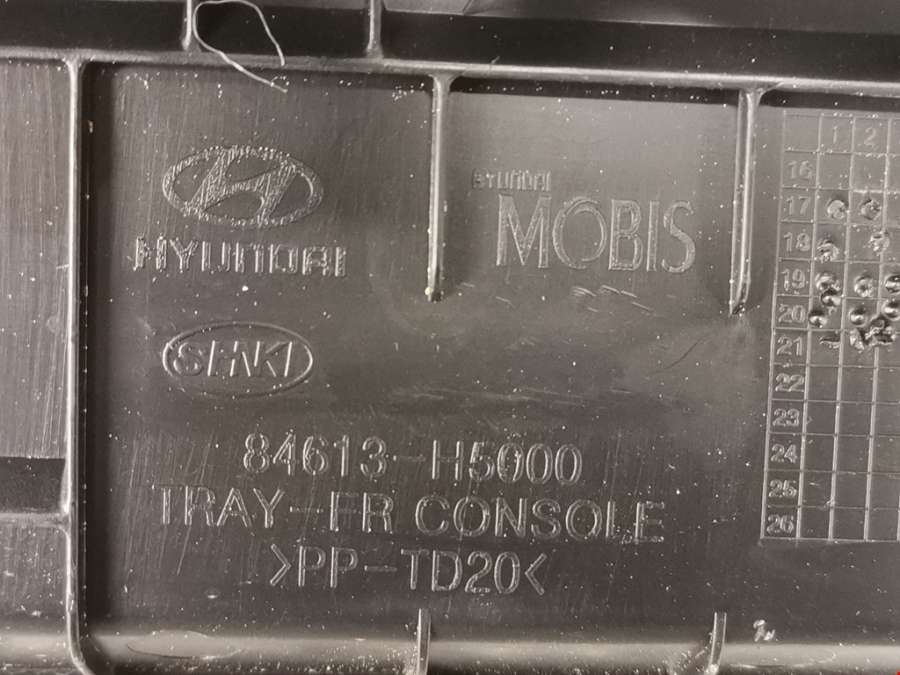 HYUNDAI
HYUNDAI
MOBIS
84613-H5000
TRAY-FR CONSOLE
>PP-TD20<
1 2
16
17
18
19
20
21
22
23
24
25
26